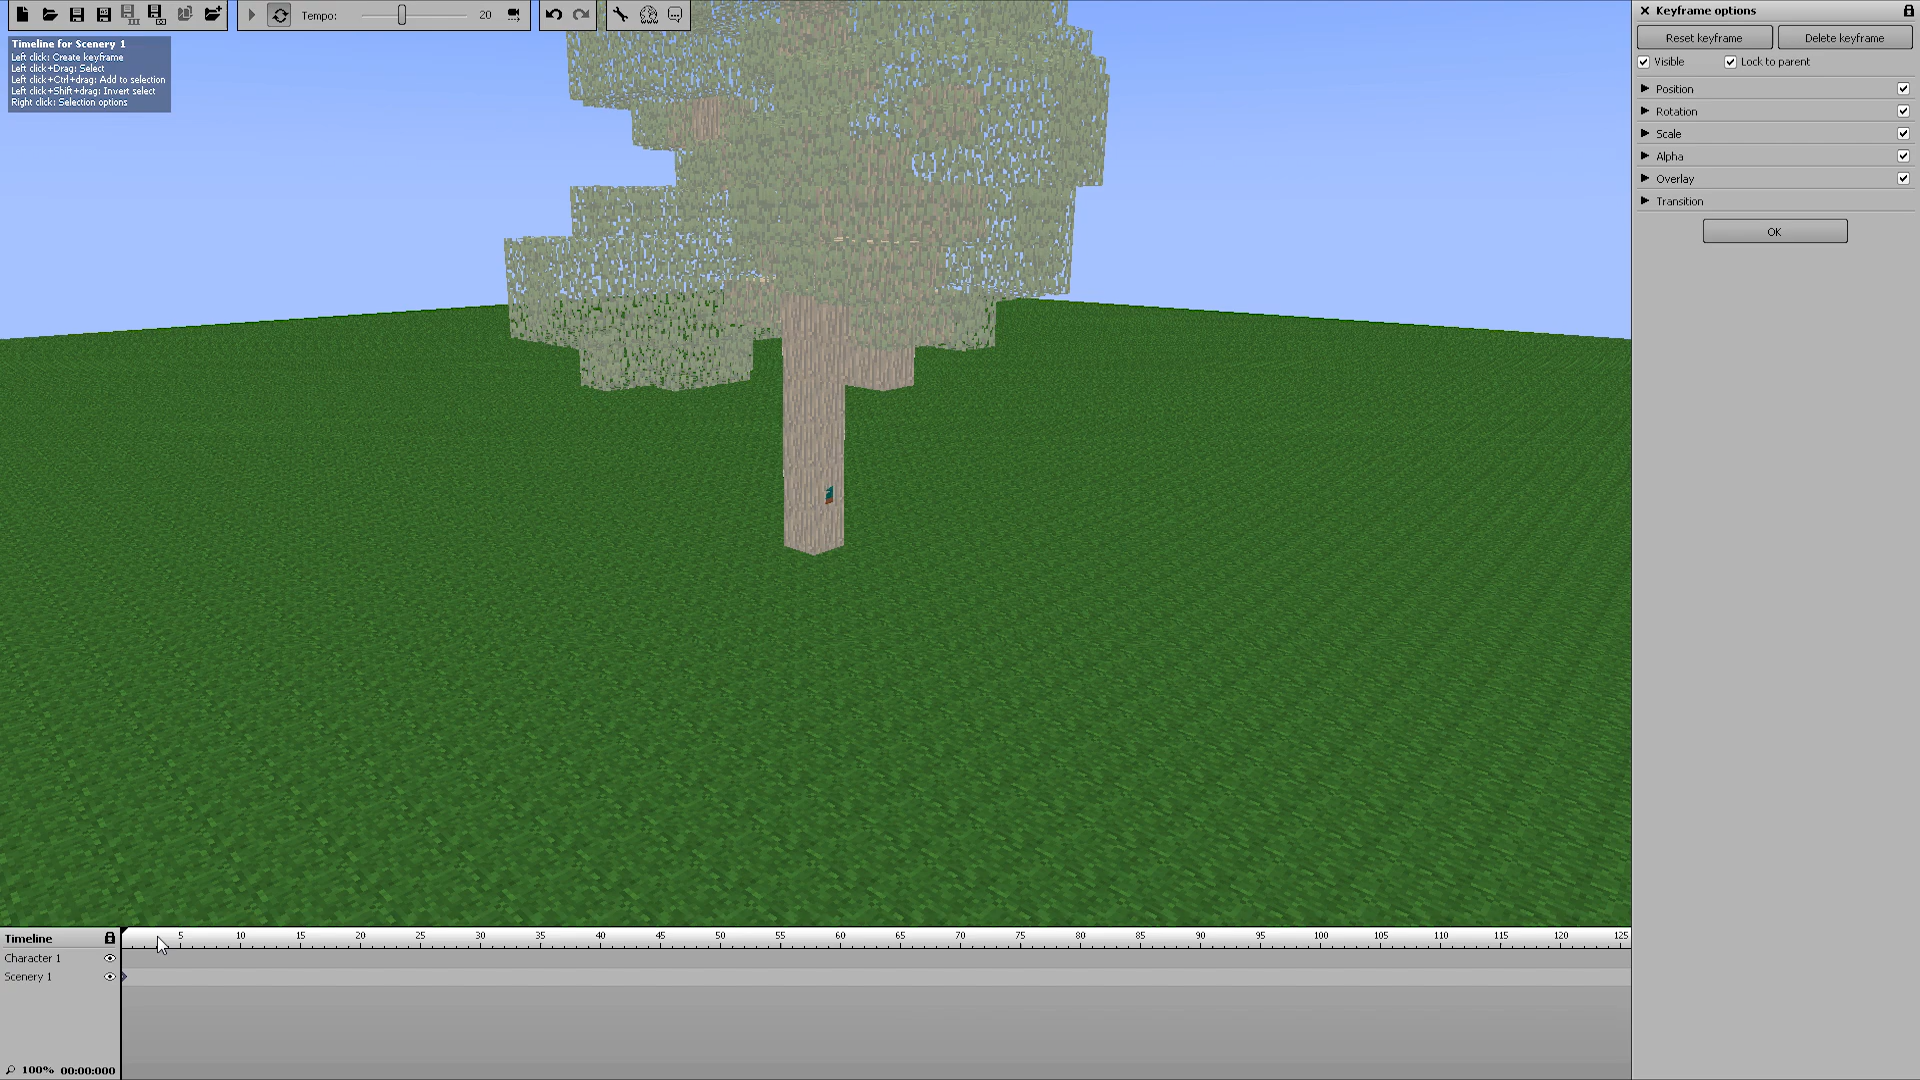 Tempo:
20
Timeline for Scenery 1
Left click: Create keyframe
Left click+Drag: Select
Left click+Ctrl+drag: Add to selection
Left click+Shift+drag: Invert select
Right click: Selection options
Keyframe options
Reset keyframe Delete keyframe
Visible Lock to parent
Position
Rotation
Scale
Alpha
Overlay
Transition
OK
Timeline
5 10 15 20 25 30 35 40 45 50 55 60 65 70 75 80 85 90 95 100 105 110 115 120 125
Character 1
Scenery 1
100% 00:00:000